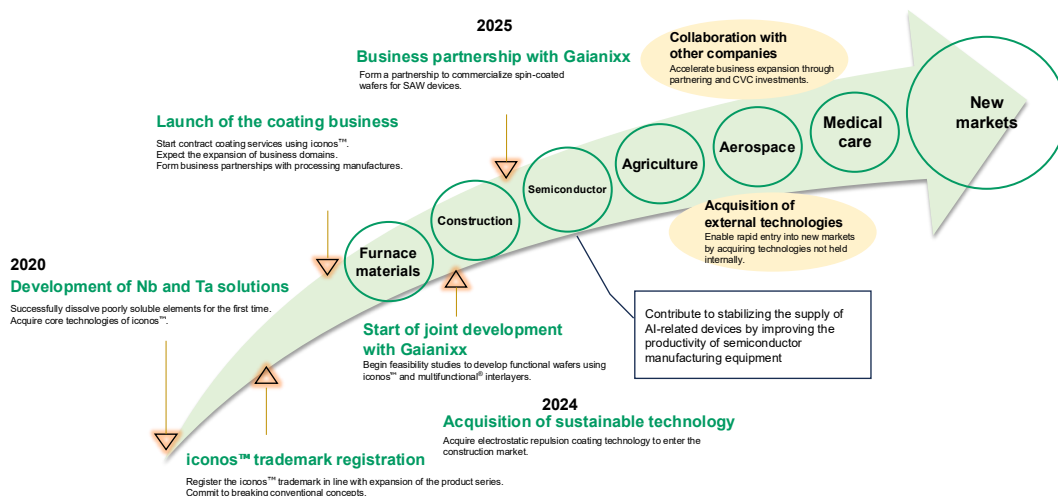 2025
Business partnership with Gaianixx
Form a partnership to commercialize spin-coated
wafers for SAW devices.
Collaboration with
other companies
Accelerate business expansion through
partnering and CVC investments.
New
markets
Medical
care
Aerospace
Agriculture
Semiconductor
Construction
Furnace
materials
Launch of the coating business
Start contract coating services using iconos™.
Expect the expansion of business domains.
Form business partnerships with processing manufactures.
Acquisition of
external technologies
Enable rapid entry into new markets
by acquiring technologies not held
internally.
2020
Development of Nb and Ta solutions
Successfully dissolve poorly soluble elements for the first time.
Acquire core technologies of iconos™.
Contribute to stabilizing the supply of
AI-related devices by improving the
productivity of semiconductor
manufacturing equipment
Start of joint development
with Gaianixx
Begin feasibility studies to develop functional wafers using
iconos™ and multifunctional® interlayers.
2024
Acquisition of sustainable technology
Acquire electrostatic repulsion coating technology to enter the
construction market.
iconos™ trademark registration
Register the iconos™ trademark in line with expansion of the product series.
Commit to breaking conventional concepts.